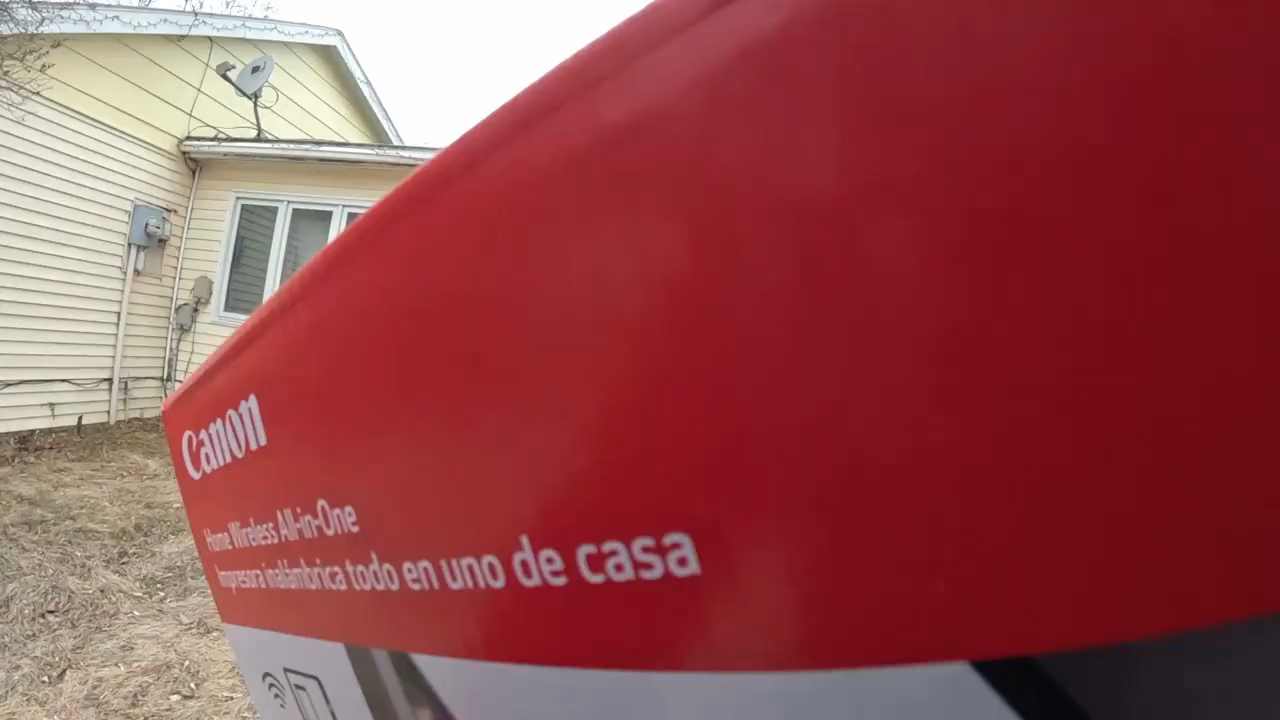 Canon
Home Wireless All-in-One
Impresora inalámbrica todo en uno de casa